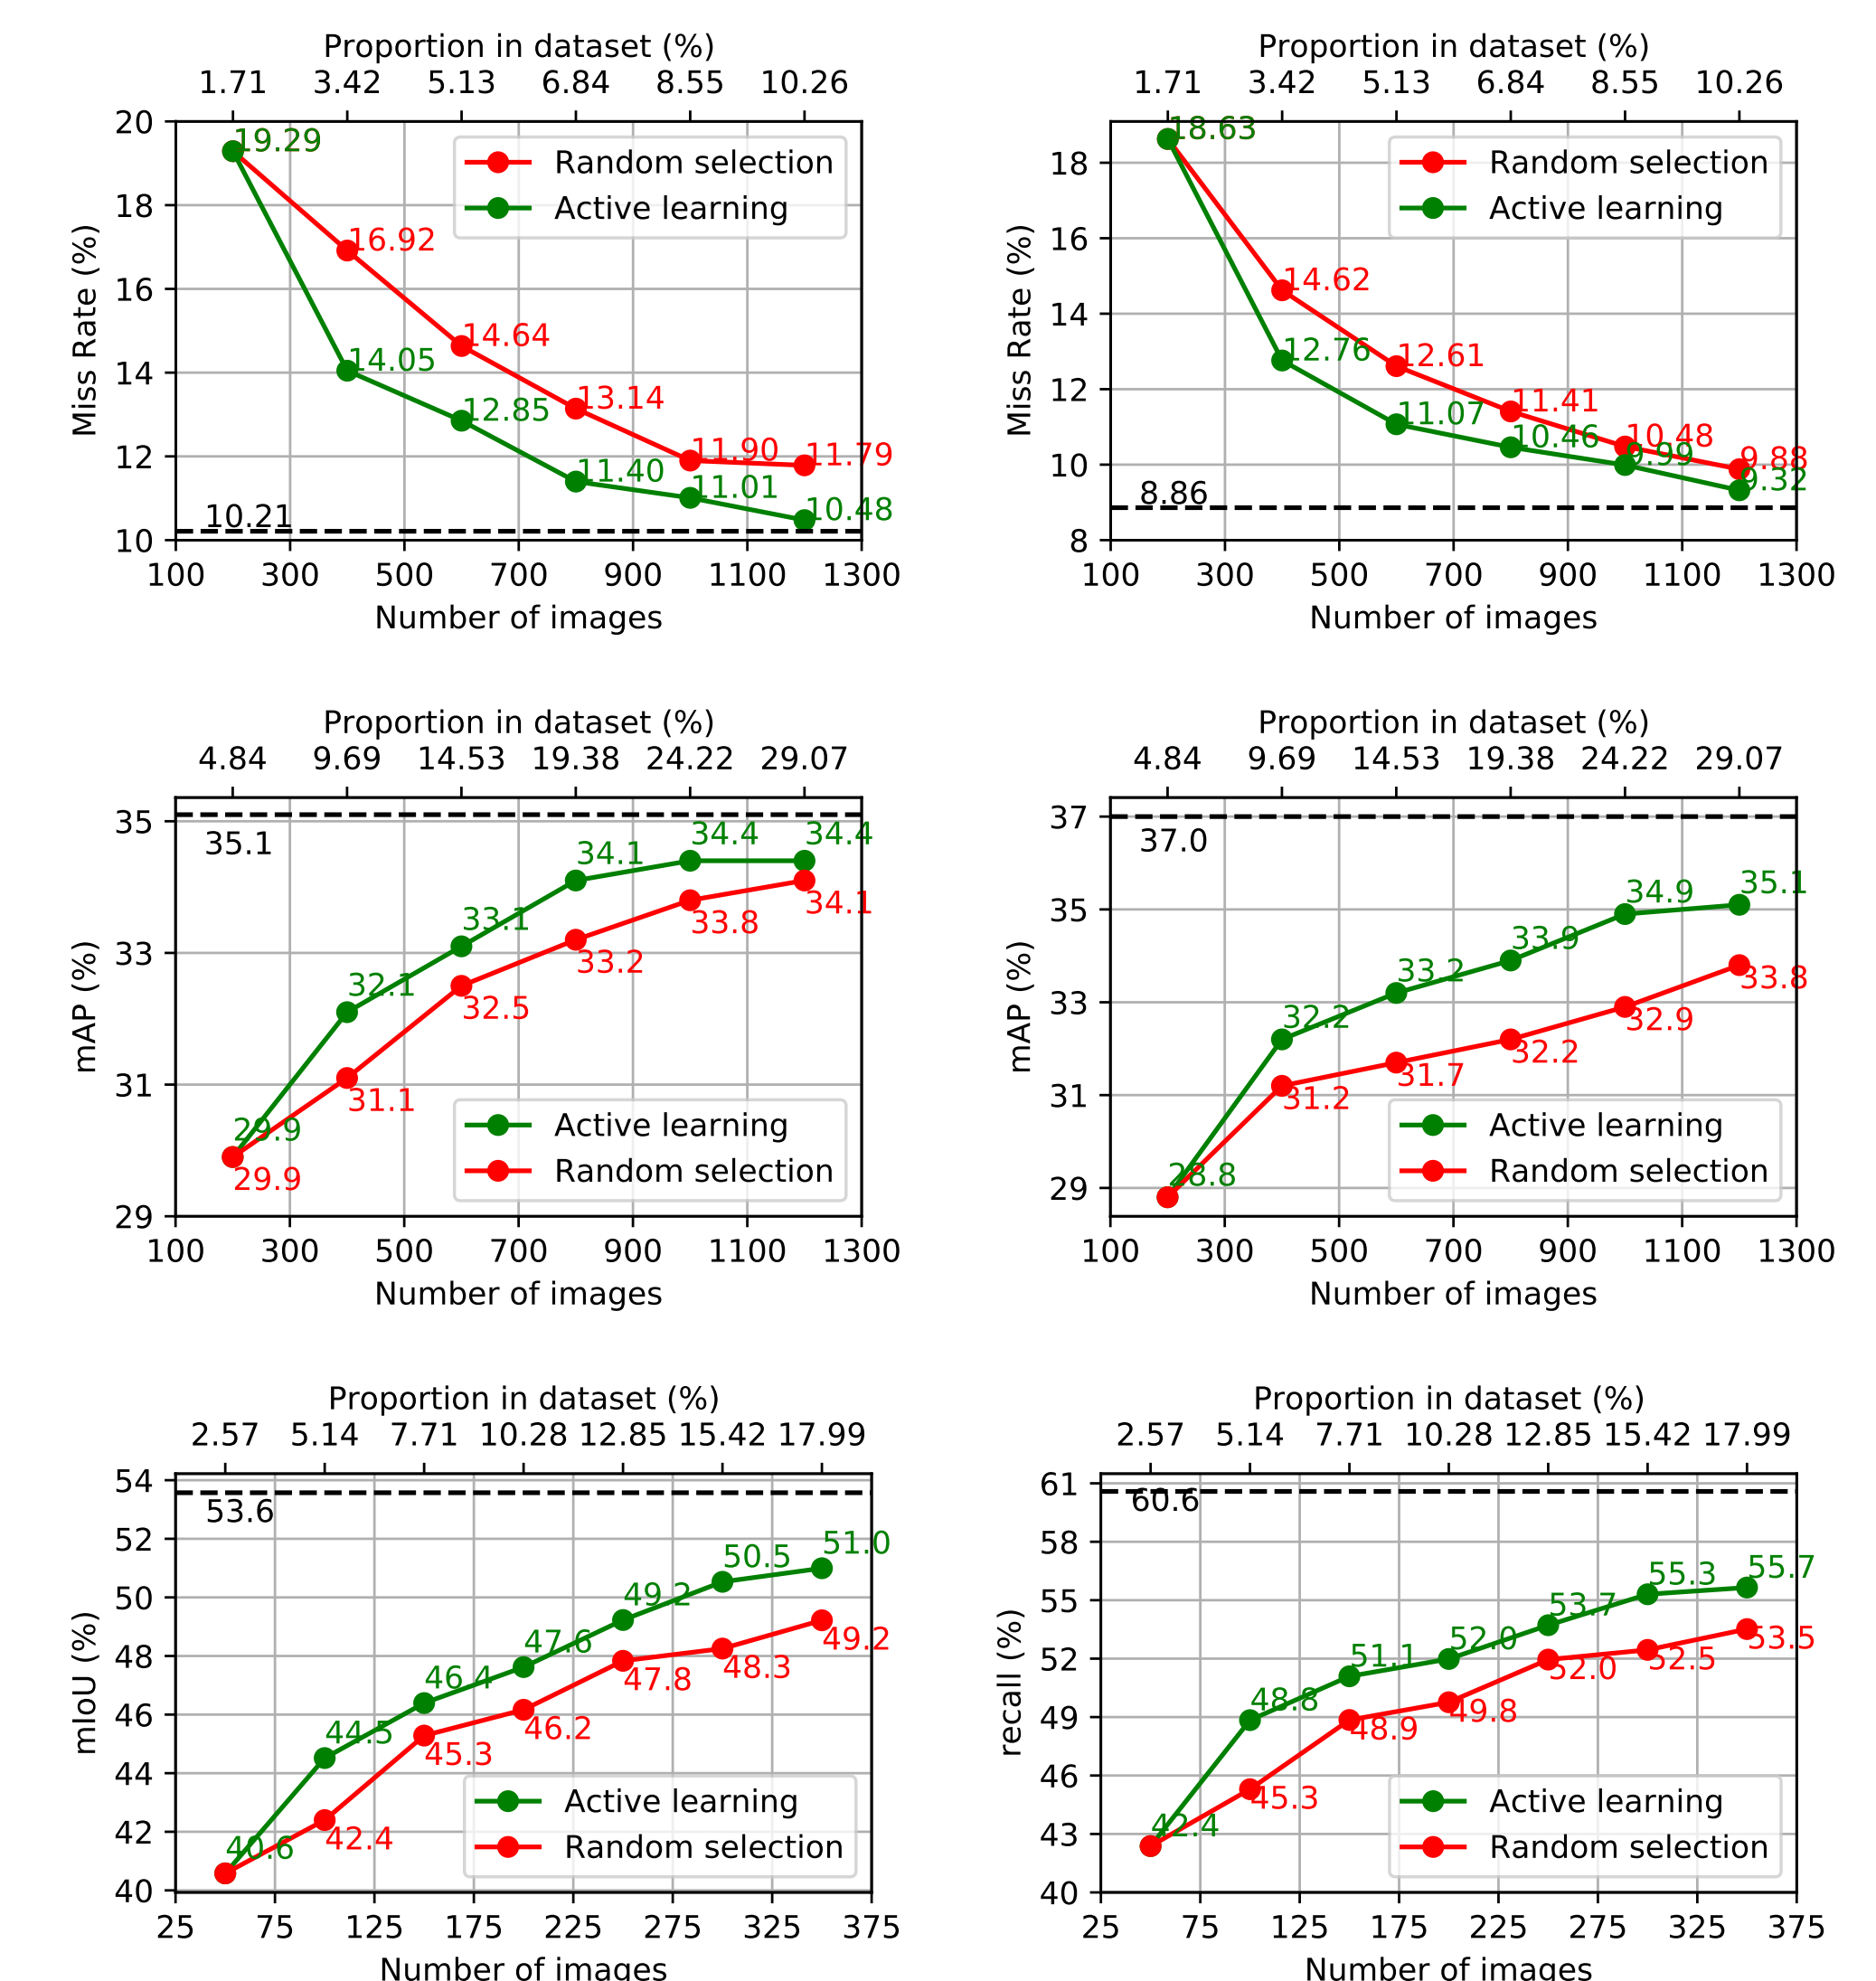 Proportion in dataset (%)
1.71 3.42 5.13 6.84 8.55 10.26
20
18
16
14
12
10
Miss Rate (%)
Random selection
Active learning
19.29
16.92
14.64
13.14
11.90
11.79
14.05
12.85
11.40
11.01
10.48
10.21
100 300 500 700 900 1100 1300
Number of images
Proportion in dataset (%)
1.71 3.42 5.13 6.84 8.55 10.26
18
16
14
12
10
8
Miss Rate (%)
Random selection
Active learning
18.63
14.62
12.61
11.41
10.48
9.88
12.76
11.07
10.46
9.99
9.32
8.86
100 300 500 700 900 1100 1300
Number of images
Proportion in dataset (%)
4.84 9.69 14.53 19.38 24.22 29.07
35
33
31
29
mAP (%)
35.1
29.9
32.1
33.1
34.1
34.4
34.4
29.9
31.1
32.5
33.2
33.8
34.1
Active learning
Random selection
100 300 500 700 900 1100 1300
Number of images
Proportion in dataset (%)
4.84 9.69 14.53 19.38 24.22 29.07
37
35
33
31
29
mAP (%)
37.0
28.8
32.2
33.2
33.9
34.9
35.1
31.2
31.7
32.2
32.9
33.8
Active learning
Random selection
100 300 500 700 900 1100 1300
Number of images
Proportion in dataset (%)
2.57 5.14 7.71 10.28 12.85 15.42 17.99
54
52
50
48
46
44
42
40
mIoU (%)
53.6
40.6
44.5
46.4
47.6
49.2
50.5
51.0
42.4
45.3
46.2
47.8
48.3
49.2
Active learning
Random selection
25 75 125 175 225 275 325 375
Number of images
Proportion in dataset (%)
2.57 5.14 7.71 10.28 12.85 15.42 17.99
61
58
55
52
49
46
43
40
recall (%)
60.6
42.4
48.8
51.1
52.0
53.7
55.3
55.7
45.3
48.9
49.8
52.0
52.5
53.5
Active learning
Random selection
25 75 125 175 225 275 325 375
Number of images